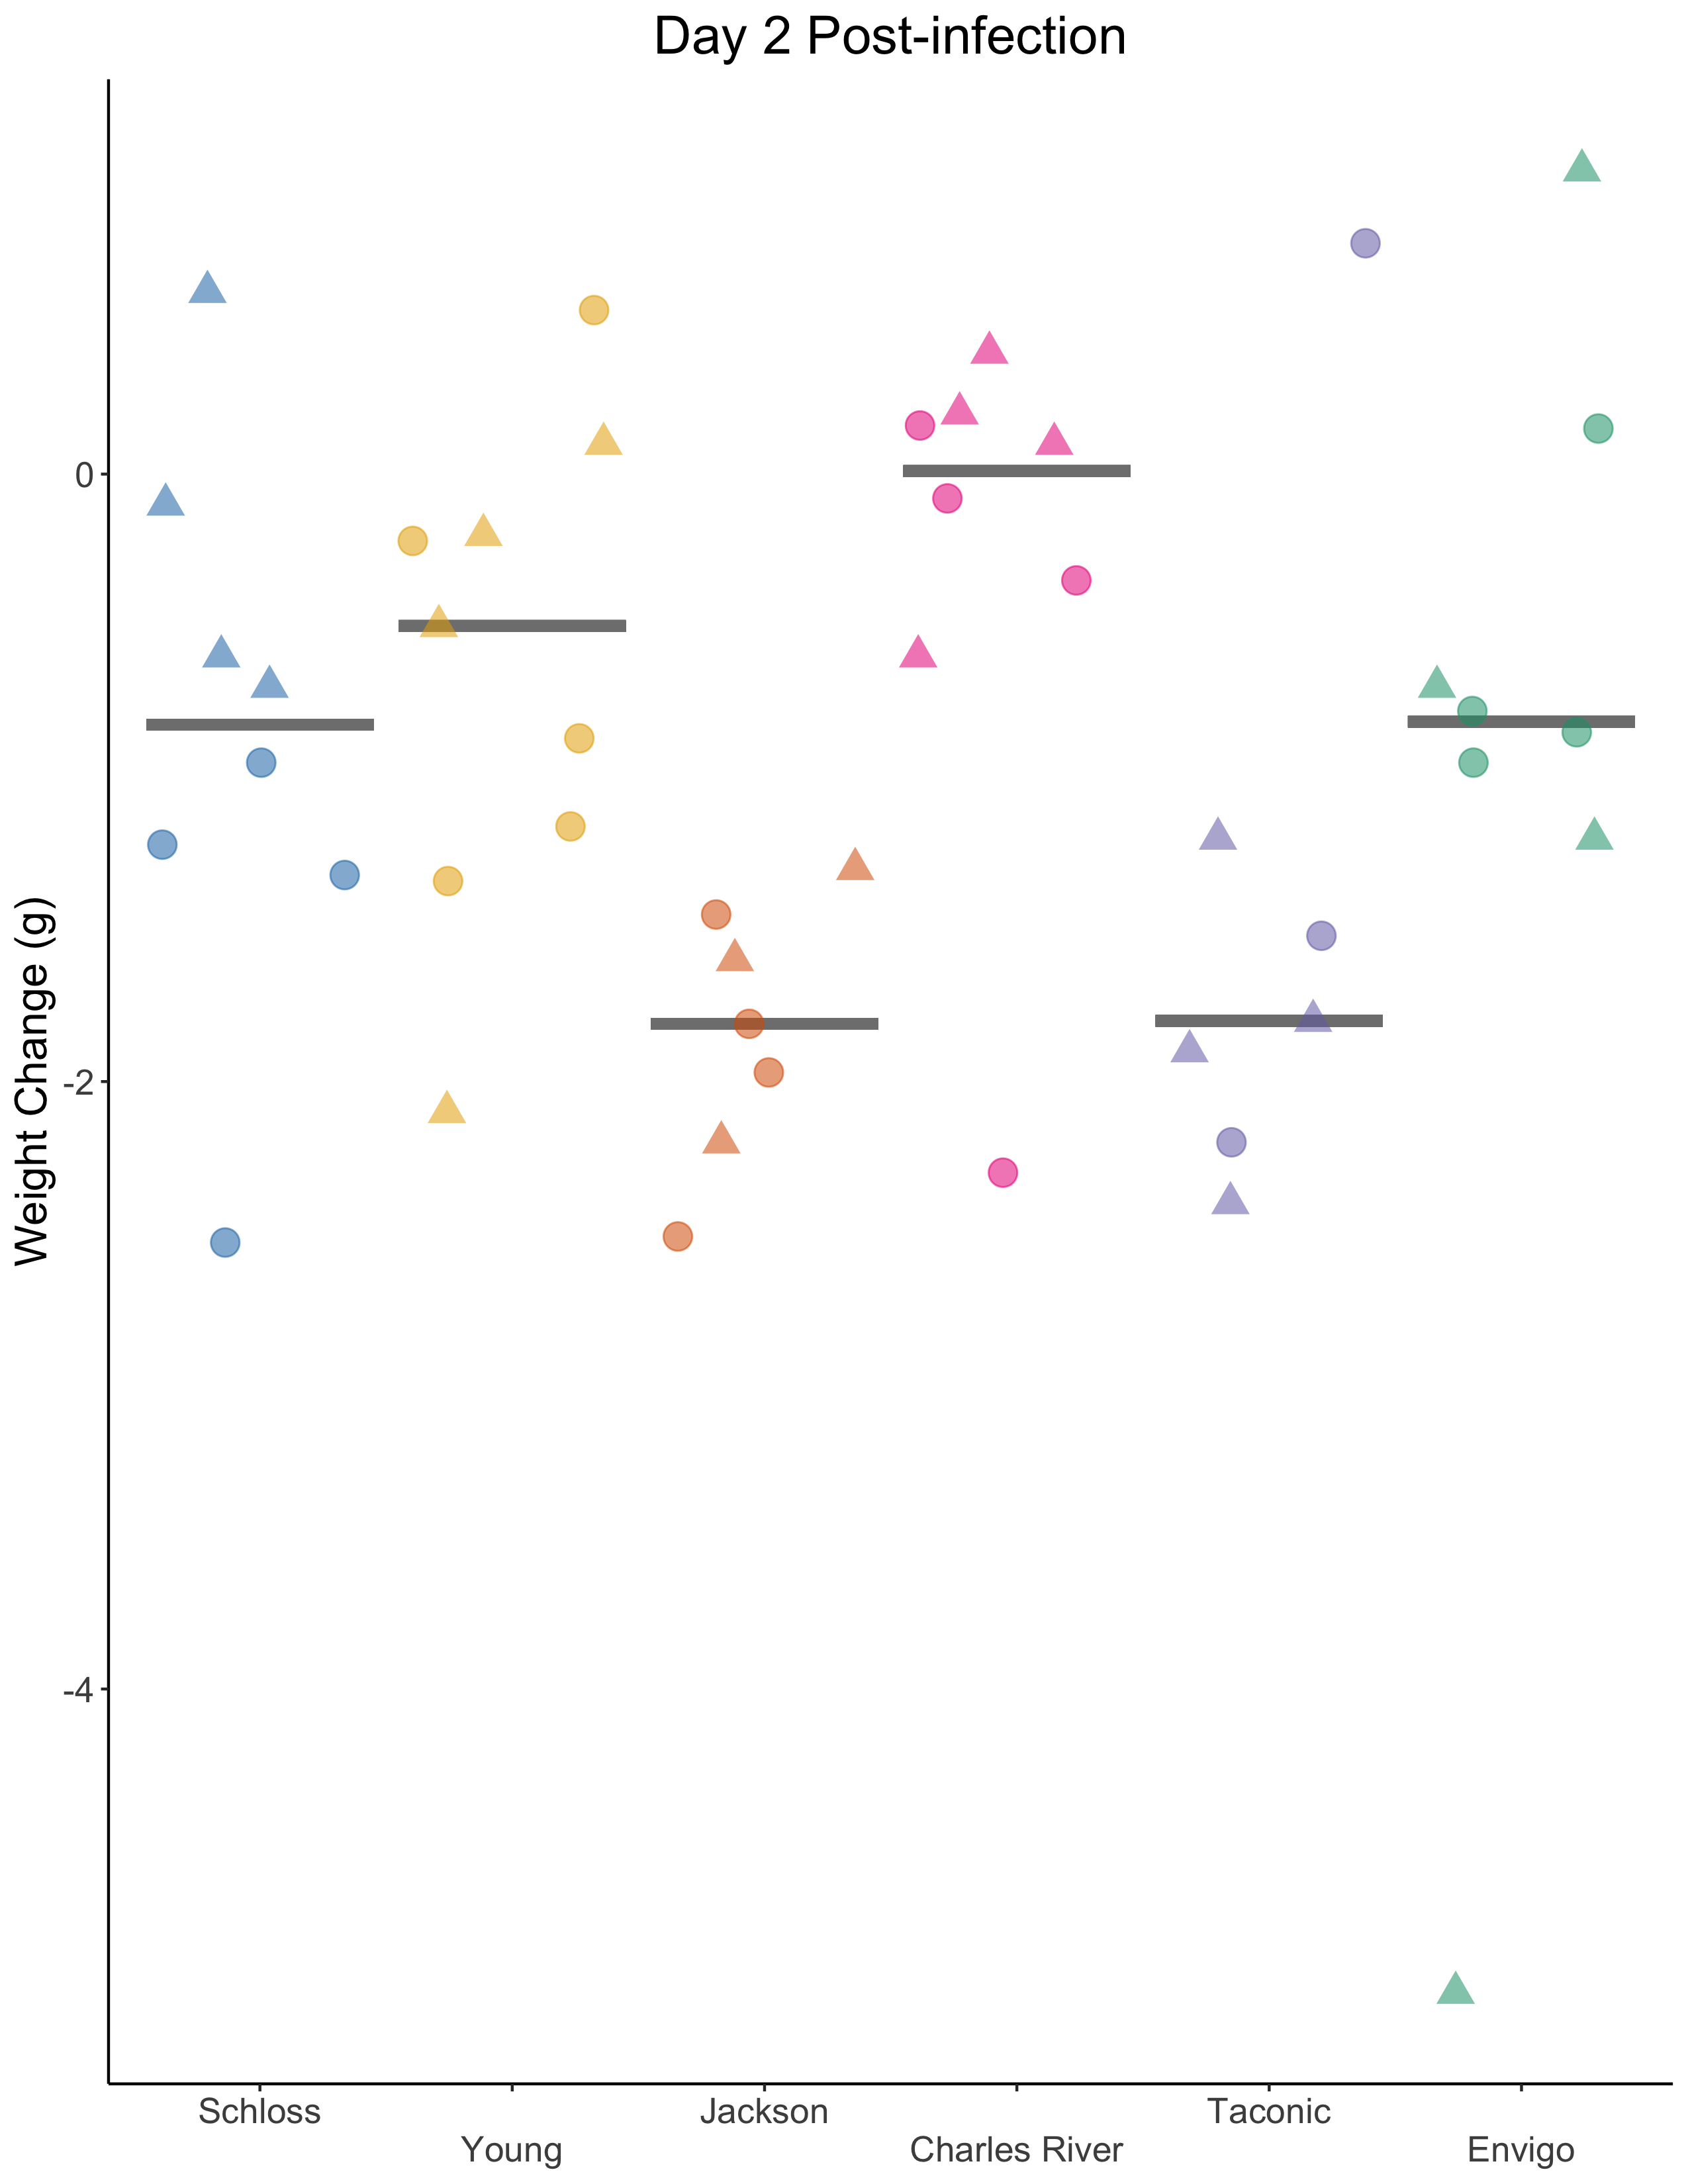 Day 2 Post-infection
Weight Change (g)
0
-2
-4
Schloss
Young
Jackson
Charles River
Taconic
Envigo